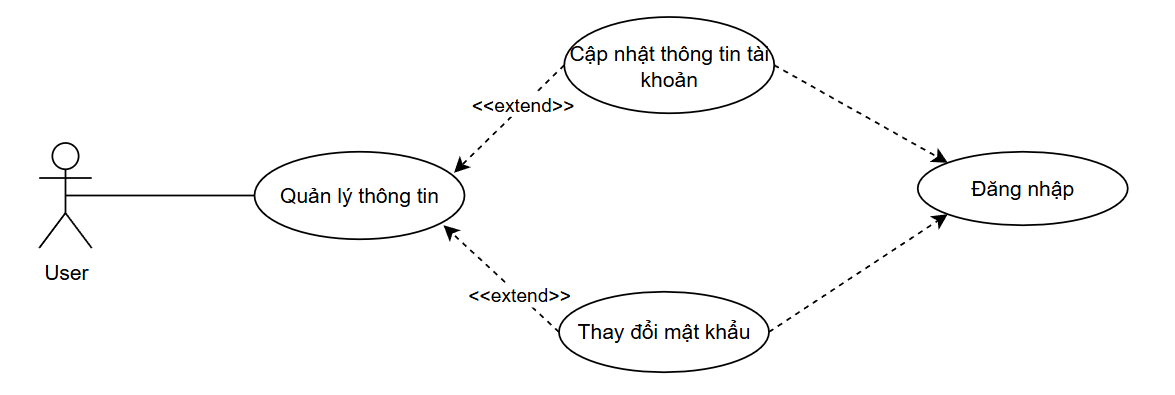 Cập nhật thông tin tài
khoản
<<extend>>
Quản lý thông tin
Đăng nhập
User
<<extend>>
Thay đổi mật khẩu